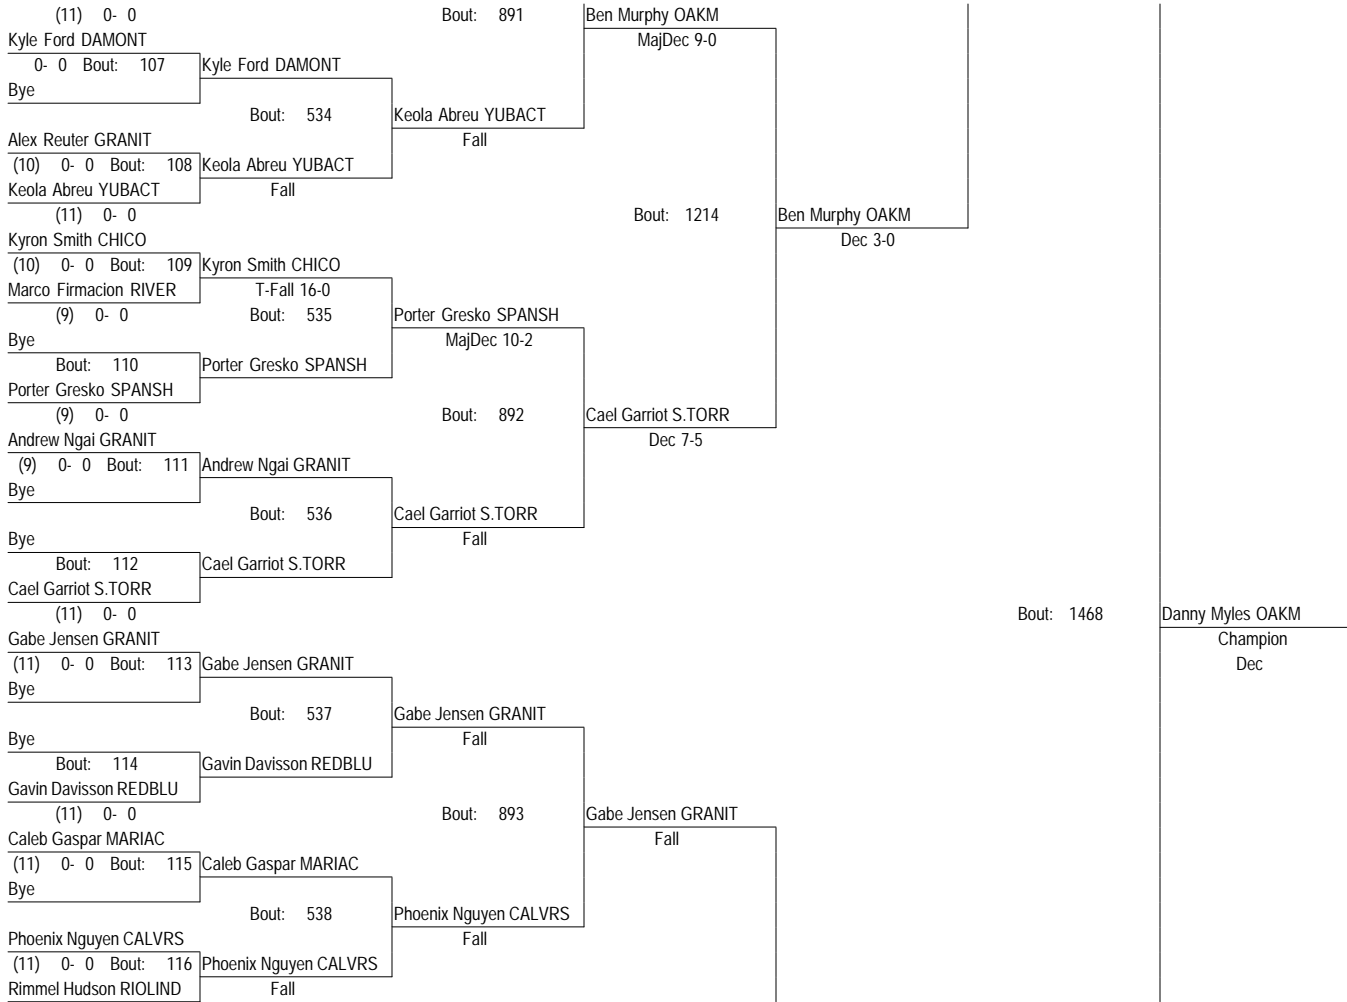 (11) 0- 0 Bout: 891 Ben Murphy OAKM
Kyle Ford DAMONT MajDec 9-0
0- 0 Bout: 107 Kyle Ford DAMONT
Bye
Bout: 534 Keola Abreu YUBACT
Alex Reuter GRANIT Fall
(10) 0- 0 Bout: 108 Keola Abreu YUBACT
Keola Abreu YUBACT Fall
(11) 0- 0 Bout: 1214 Ben Murphy OAKM
Kyron Smith CHICO Dec 3-0
(10) 0- 0 Bout: 109 Kyron Smith CHICO
Marco Firmacion RIVER T-Fall 16-0
(9) 0- 0 Bout: 535 Porter Gresko SPANSH
Bye MajDec 10-2
Bout: 110 Porter Gresko SPANSH
Porter Gresko SPANSH
(9) 0- 0 Bout: 892 Cael Garriot S.TORR
Andrew Ngai GRANIT Dec 7-5
(9) 0- 0 Bout: 111 Andrew Ngai GRANIT
Bye
Bout: 536 Cael Garriot S.TORR
Bye Fall
Bout: 112 Cael Garriot S.TORR
Cael Garriot S.TORR
(11) 0- 0 Bout: 1468 Danny Myles OAKM
Gabe Jensen GRANIT Champion
(11) 0- 0 Bout: 113 Gabe Jensen GRANIT Dec
Bye
Bout: 537 Gabe Jensen GRANIT
Bye Fall
Bout: 114 Gavin Davisson REDBLU
Gavin Davisson REDBLU
(11) 0- 0 Bout: 893 Gabe Jensen GRANIT
Caleb Gaspar MARIAC Fall
(11) 0- 0 Bout: 115 Caleb Gaspar MARIAC
Bye
Bout: 538 Phoenix Nguyen CALVRS
Phoenix Nguyen CALVRS Fall
(11) 0- 0 Bout: 116 Phoenix Nguyen CALVRS
Rimmel Hudson RIOLIND Fall